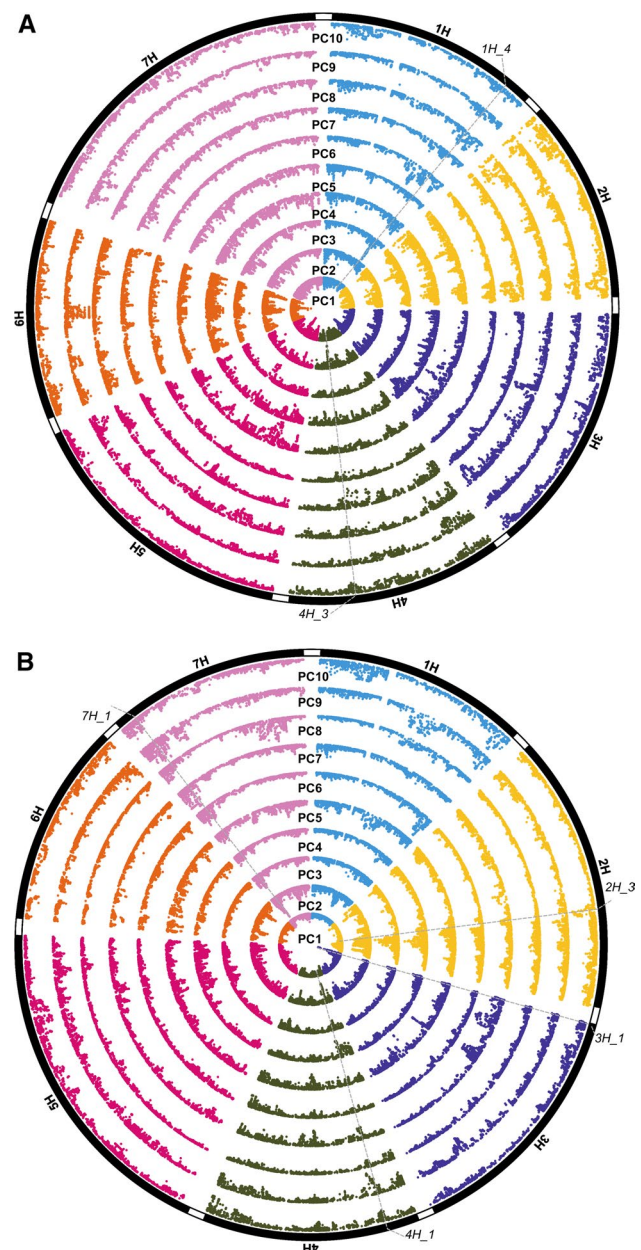 A
1H
1H_4
PC10
7H
PC9
PC8
PC7
2H
PC6
PC5
PC4
PC3
PC2
PC1
6H
3H
5H
4H
4H_3
B
7H
1H
PC10
7H_1
PC9
PC8
PC7
6H
PC6
PC5
2H
PC4
2H_3
PC3
PC2
PC1
3H_1
5H
3H
4H_1
4H